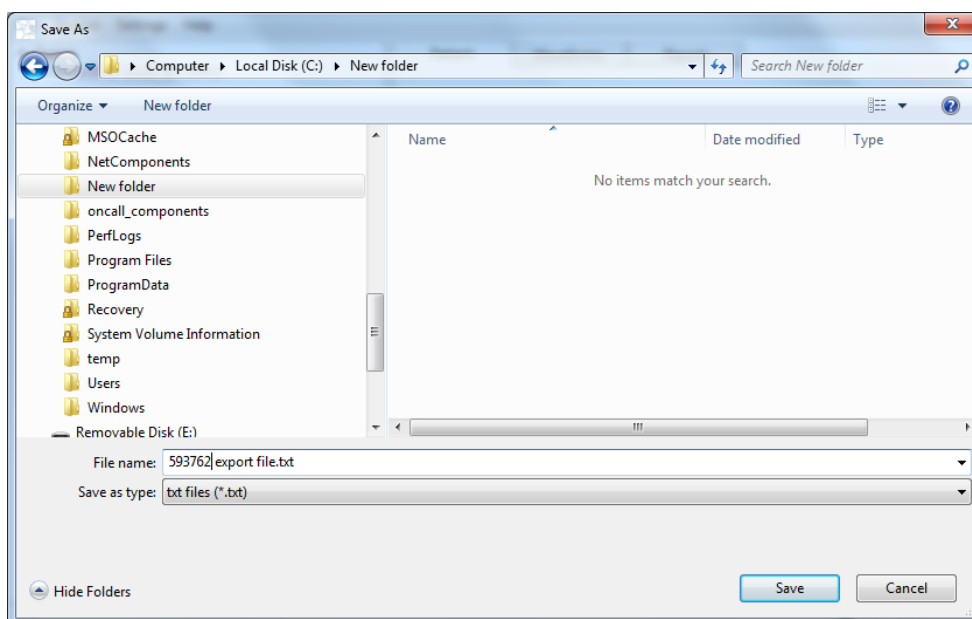 Save As
Computer Local Disk (C:) New folder
Search New folder
Organize New folder
Name Date modified Type
No items match your search.
MSOCache
NetComponents
New folder
oncall_components
PerfLogs
Program Files
ProgramData
Recovery
System Volume Information
temp
Users
Windows
Removable Disk (E:)
File name: 593762 export file.txt
Save as type: txt files (*.txt)
Hide Folders
Save Cancel